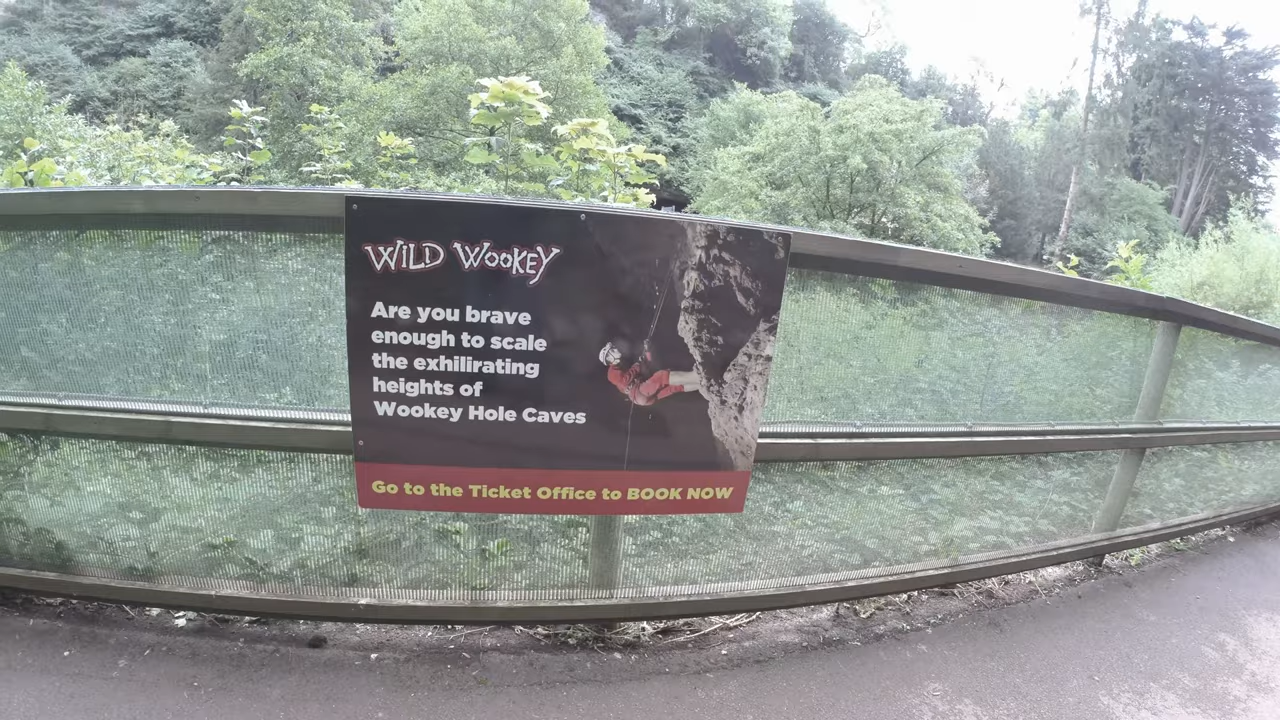 WILD WOOKEY
Are you brave
enough to scale
the exhilirating
heights of
Wookey Hole Caves
Go to the Ticket Office to BOOK NOW